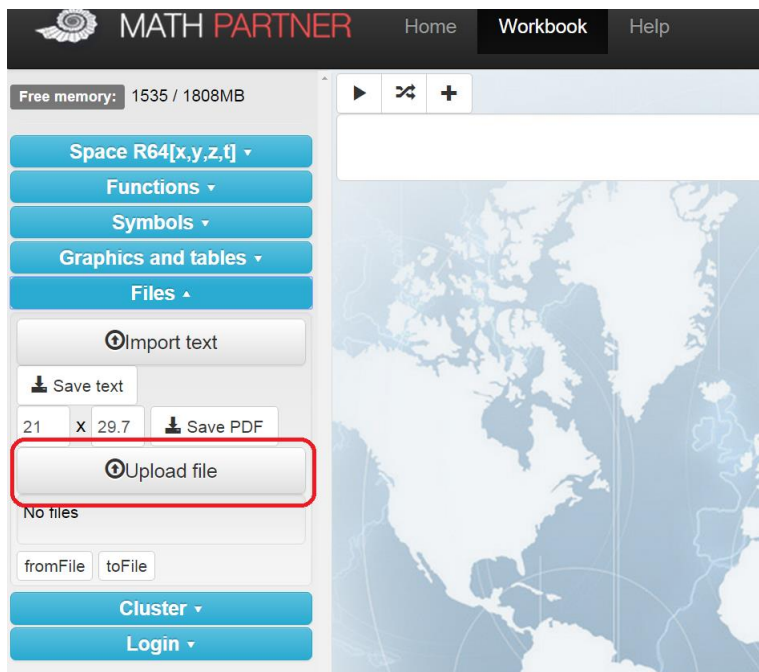 MATH PARTNER Home Workbook Help
Free memory: 1535 / 1808MB
Space R64[x,y,z,t]
Functions
Symbols
Graphics and tables
Files
Import text
Save text
21 x 29.7 Save PDF
Upload file
No files
fromFile toFile
Cluster
Login